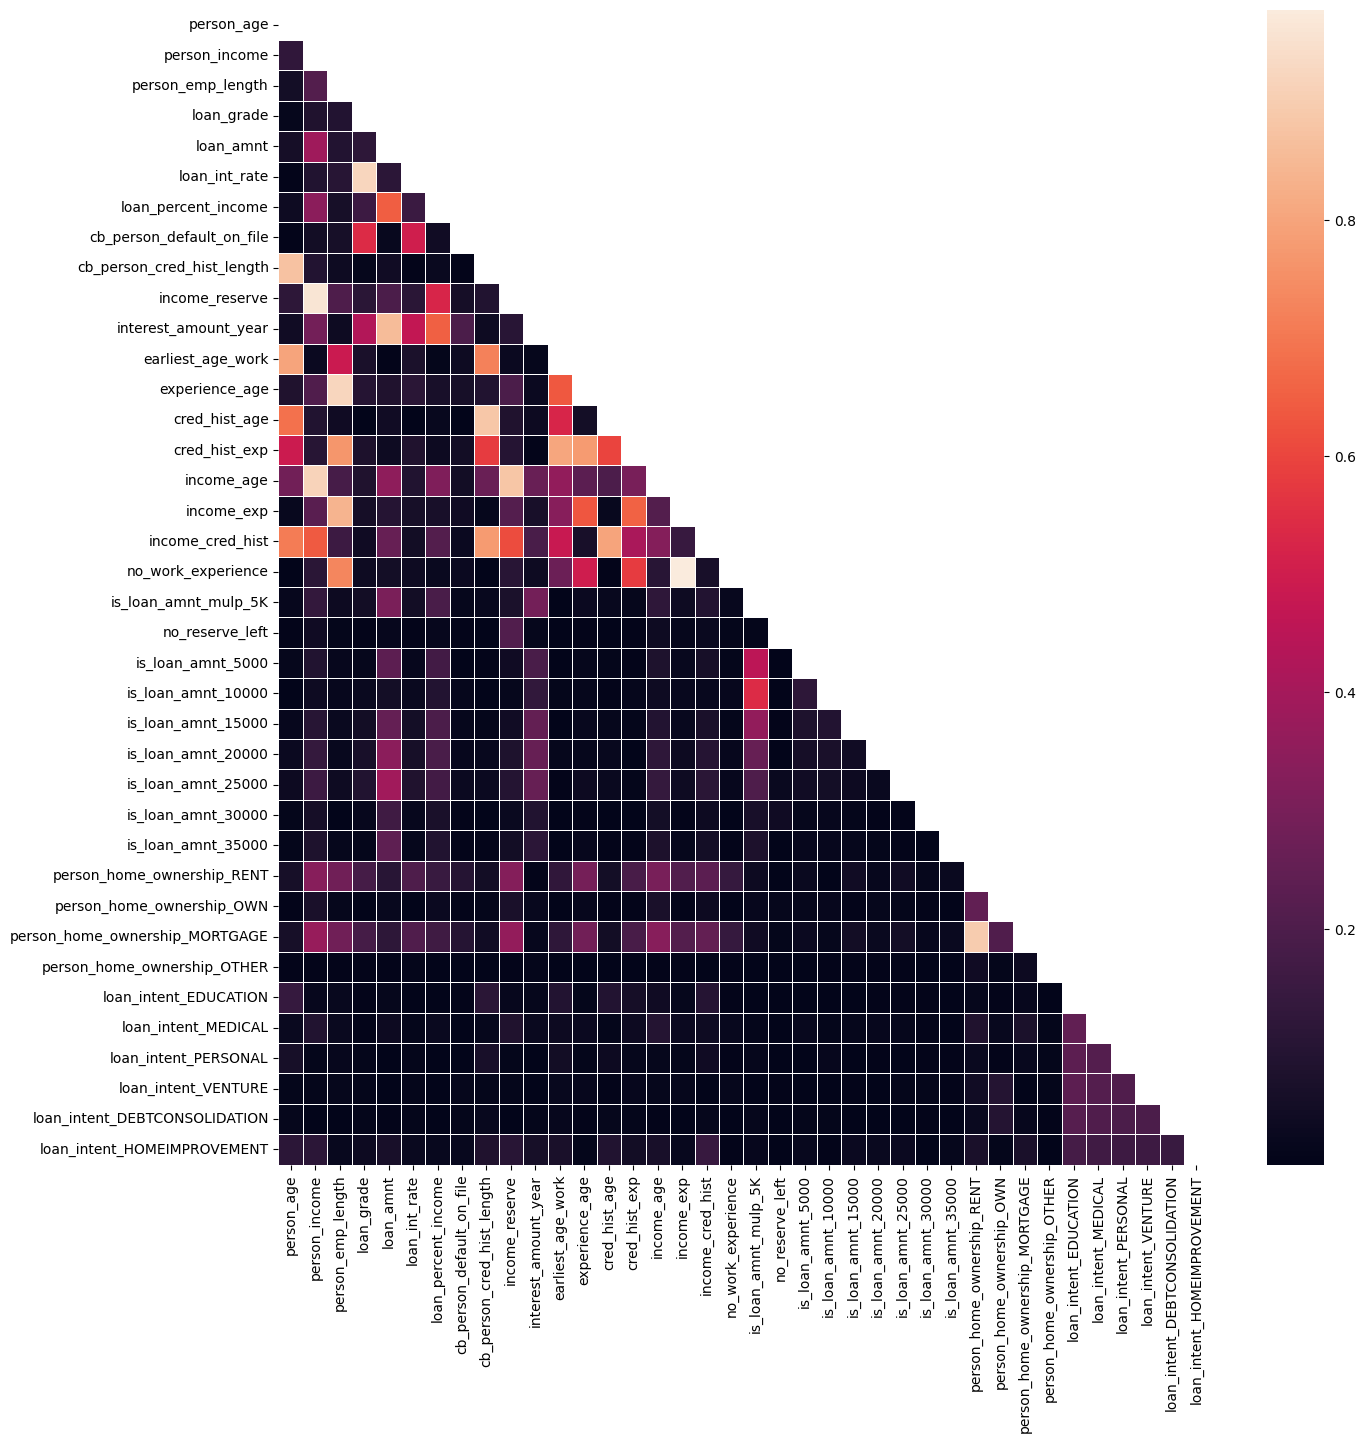 person_age
person_income
person_emp_length
loan_grade
loan_amnt
loan_int_rate
loan_percent_income
cb_person_default_on_file
cb_person_cred_hist_length
income_reserve
interest_amount_year
earliest_age_work
experience_age
cred_hist_age
cred_hist_exp
income_age
income_exp
income_cred_hist
no_work_experience
is_loan_amnt_mulp_5K
no_reserve_left
is_loan_amnt_5000
is_loan_amnt_10000
is_loan_amnt_15000
is_loan_amnt_20000
is_loan_amnt_25000
is_loan_amnt_30000
is_loan_amnt_35000
person_home_ownership_RENT
person_home_ownership_OWN
person_home_ownership_MORTGAGE
person_home_ownership_OTHER
loan_intent_EDUCATION
loan_intent_MEDICAL
loan_intent_PERSONAL
loan_intent_VENTURE
loan_intent_DEBTCONSOLIDATION
loan_intent_HOMEIMPROVEMENT
person_age
person_income
person_emp_length
loan_grade
loan_amnt
loan_int_rate
loan_percent_income
cb_person_default_on_file
cb_person_cred_hist_length
income_reserve
interest_amount_year
earliest_age_work
experience_age
cred_hist_age
cred_hist_exp
income_age
income_exp
income_cred_hist
no_work_experience
is_loan_amnt_mulp_5K
no_reserve_left
is_loan_amnt_5000
is_loan_amnt_10000
is_loan_amnt_15000
is_loan_amnt_20000
is_loan_amnt_25000
is_loan_amnt_30000
is_loan_amnt_35000
person_home_ownership_RENT
person_home_ownership_OWN
person_home_ownership_MORTGAGE
person_home_ownership_OTHER
loan_intent_EDUCATION
loan_intent_MEDICAL
loan_intent_PERSONAL
loan_intent_VENTURE
loan_intent_DEBTCONSOLIDATION
loan_intent_HOMEIMPROVEMENT
0.8
0.6
0.4
0.2